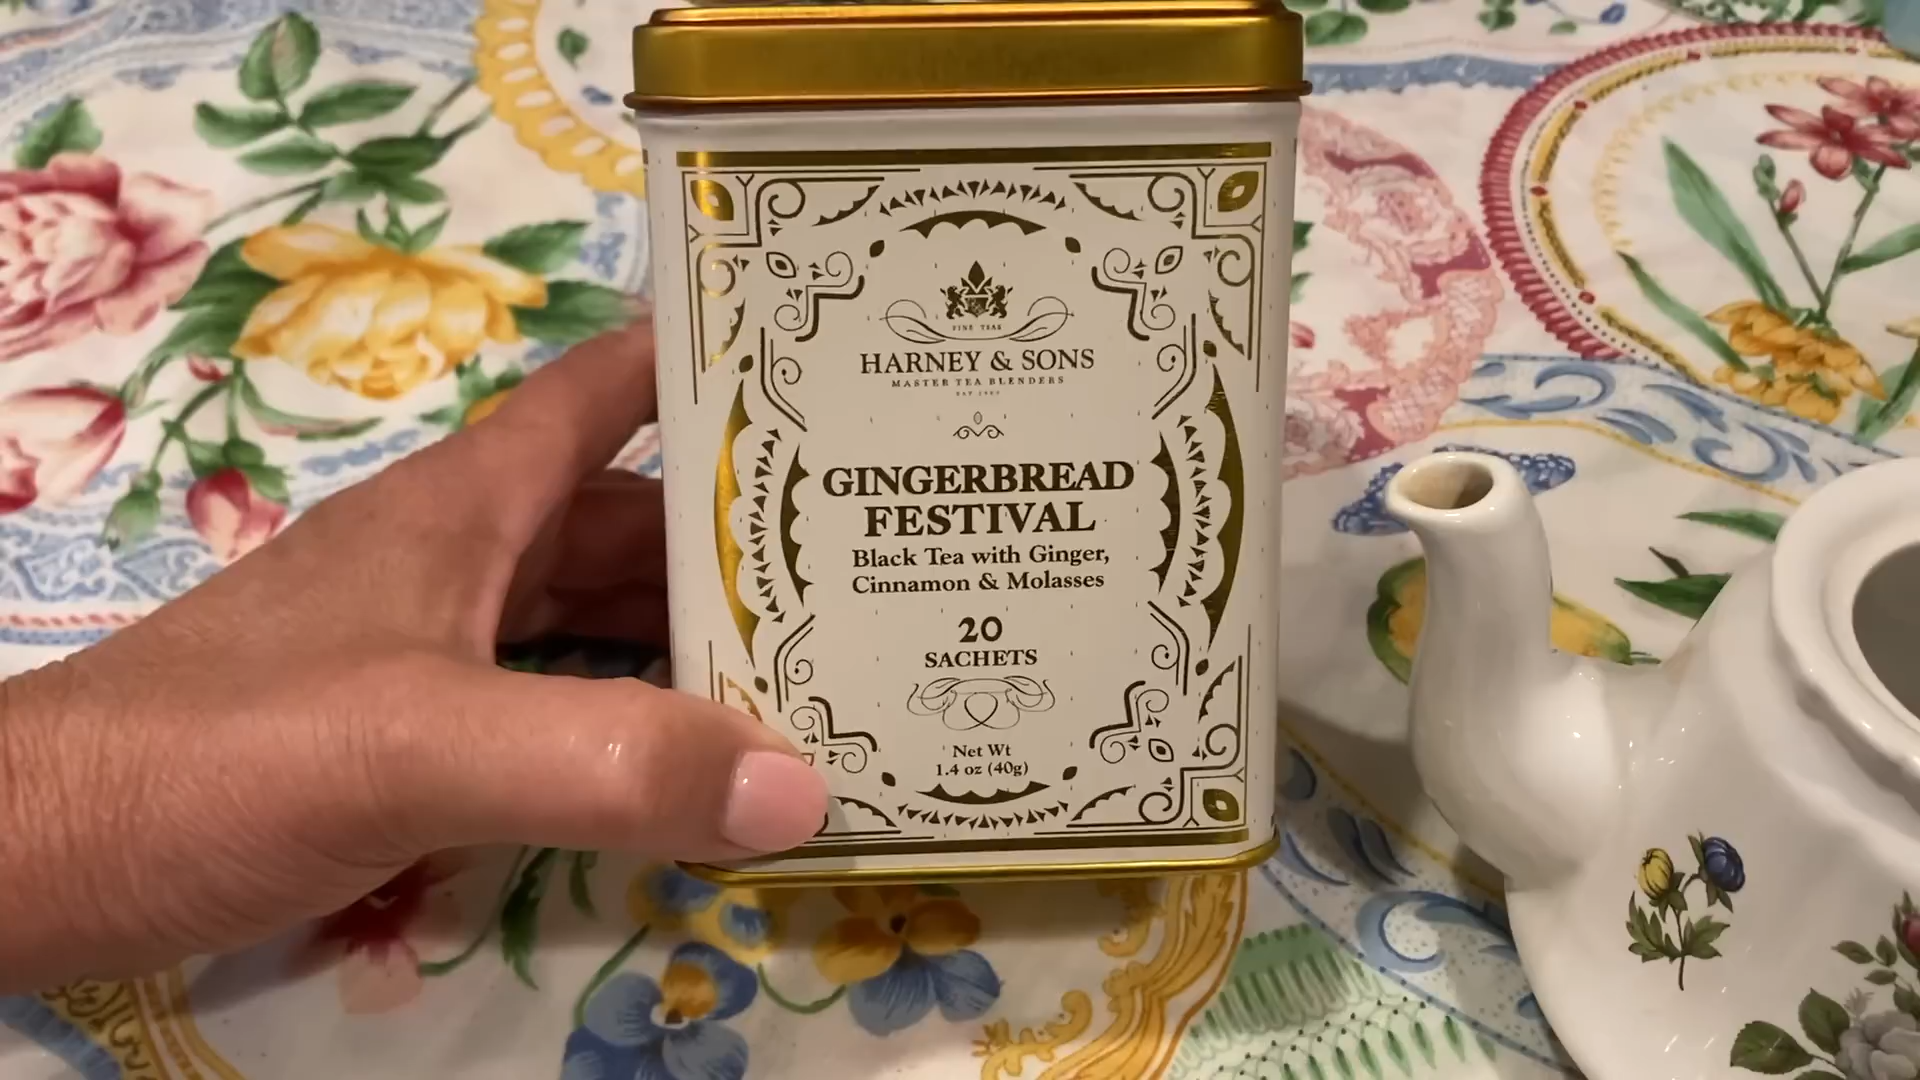 FINE TEAS
HARNEY & SONS
MASTER TEA BLENDERS
GINGERBREAD
FESTIVAL
Black Tea with Ginger,
Cinnamon & Molasses
20
SACHETS
Net Wt
1.4 oz (40g)